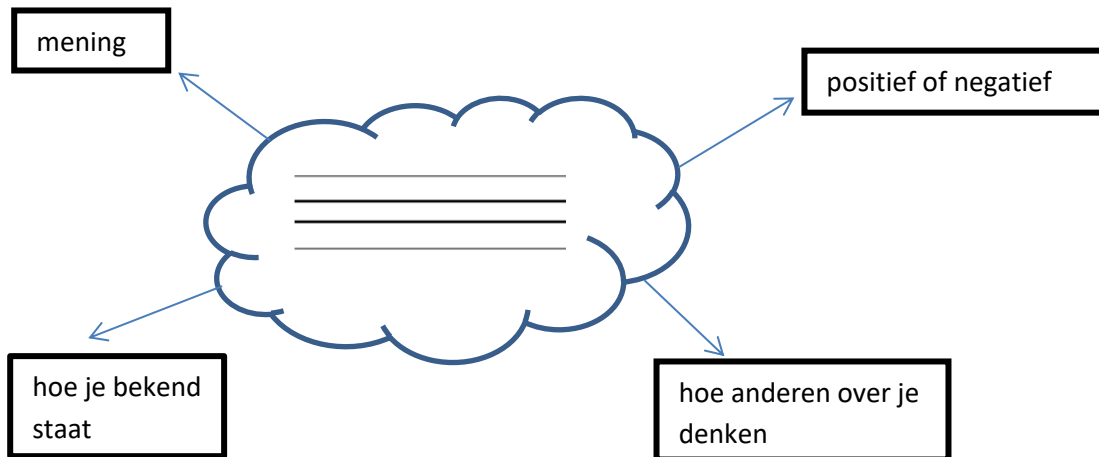 mening
positief of negatief
hoe je bekend
staat
hoe anderen over je
denken